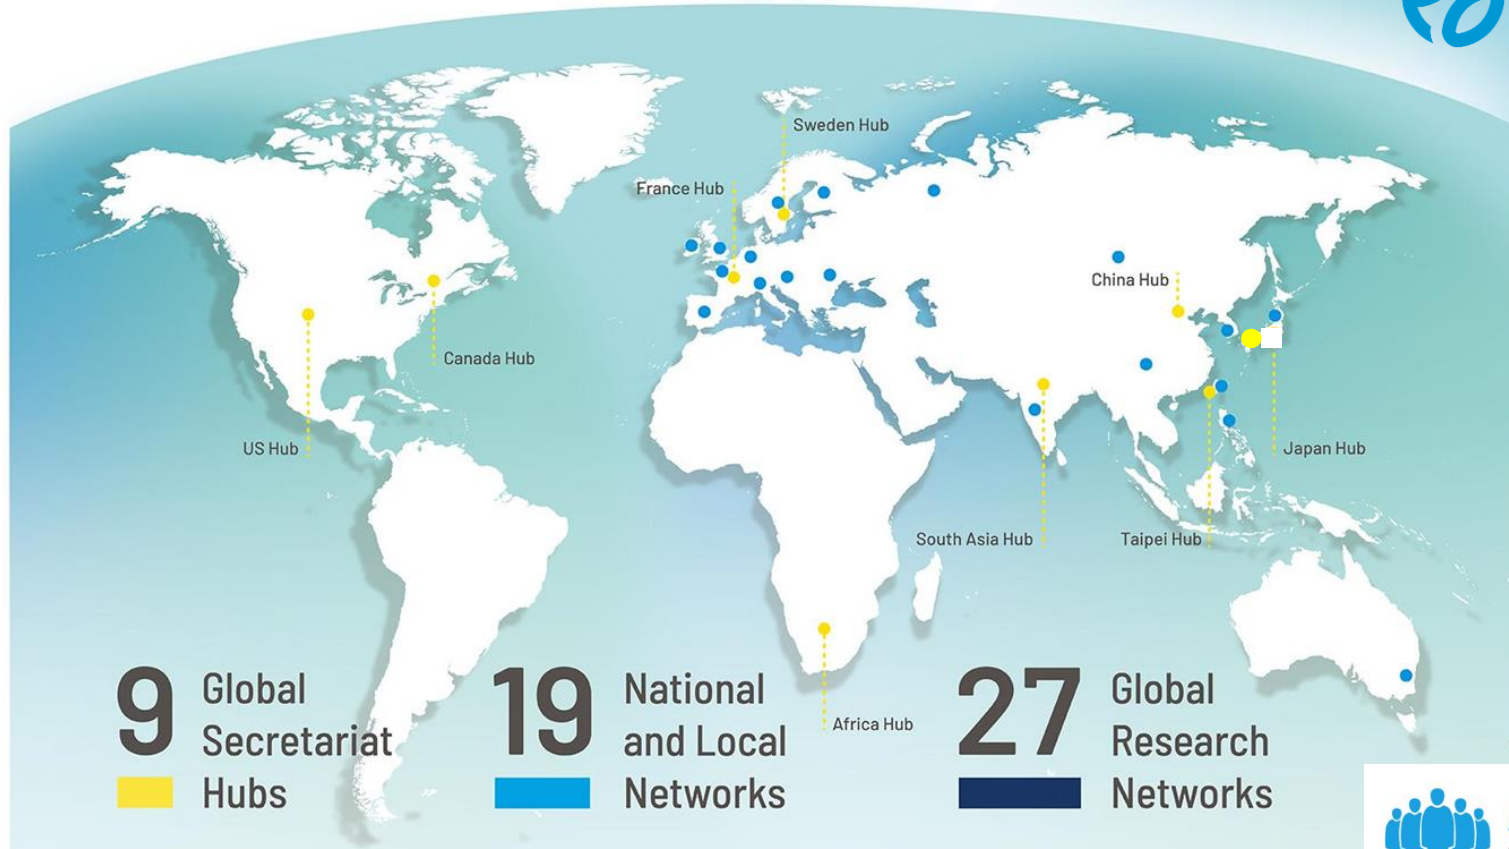 Sweden Hub
France Hub
China Hub
Canada Hub
US Hub
Japan Hub
South Asia Hub
Taipei Hub
Africa Hub
9 Global
Secretariat
Hubs
19 National
and Local
Networks
27 Global
Research
Networks